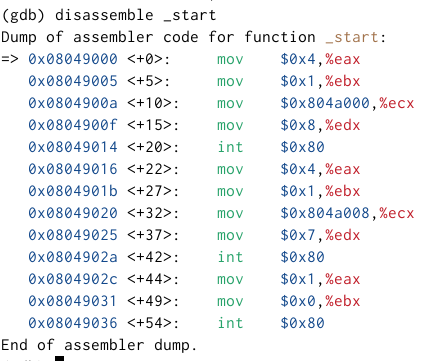 (gdb) disassemble _start
Dump of assembler code for function _start:
=> 0x08049000 <+0>:     mov    $0x4,%eax
   0x08049005 <+5>:     mov    $0x1,%ebx
   0x0804900a <+10>:    mov    $0x804a000,%ecx
   0x0804900f <+15>:    mov    $0x8,%edx
   0x08049014 <+20>:    int    $0x80
   0x08049016 <+22>:    mov    $0x4,%eax
   0x0804901b <+27>:    mov    $0x1,%ebx
   0x08049020 <+32>:    mov    $0x804a008,%ecx
   0x08049025 <+37>:    mov    $0x7,%edx
   0x0804902a <+42>:    int    $0x80
   0x0804902c <+44>:    mov    $0x1,%eax
   0x08049031 <+49>:    mov    $0x0,%ebx
   0x08049036 <+54>:    int    $0x80
End of assembler dump.